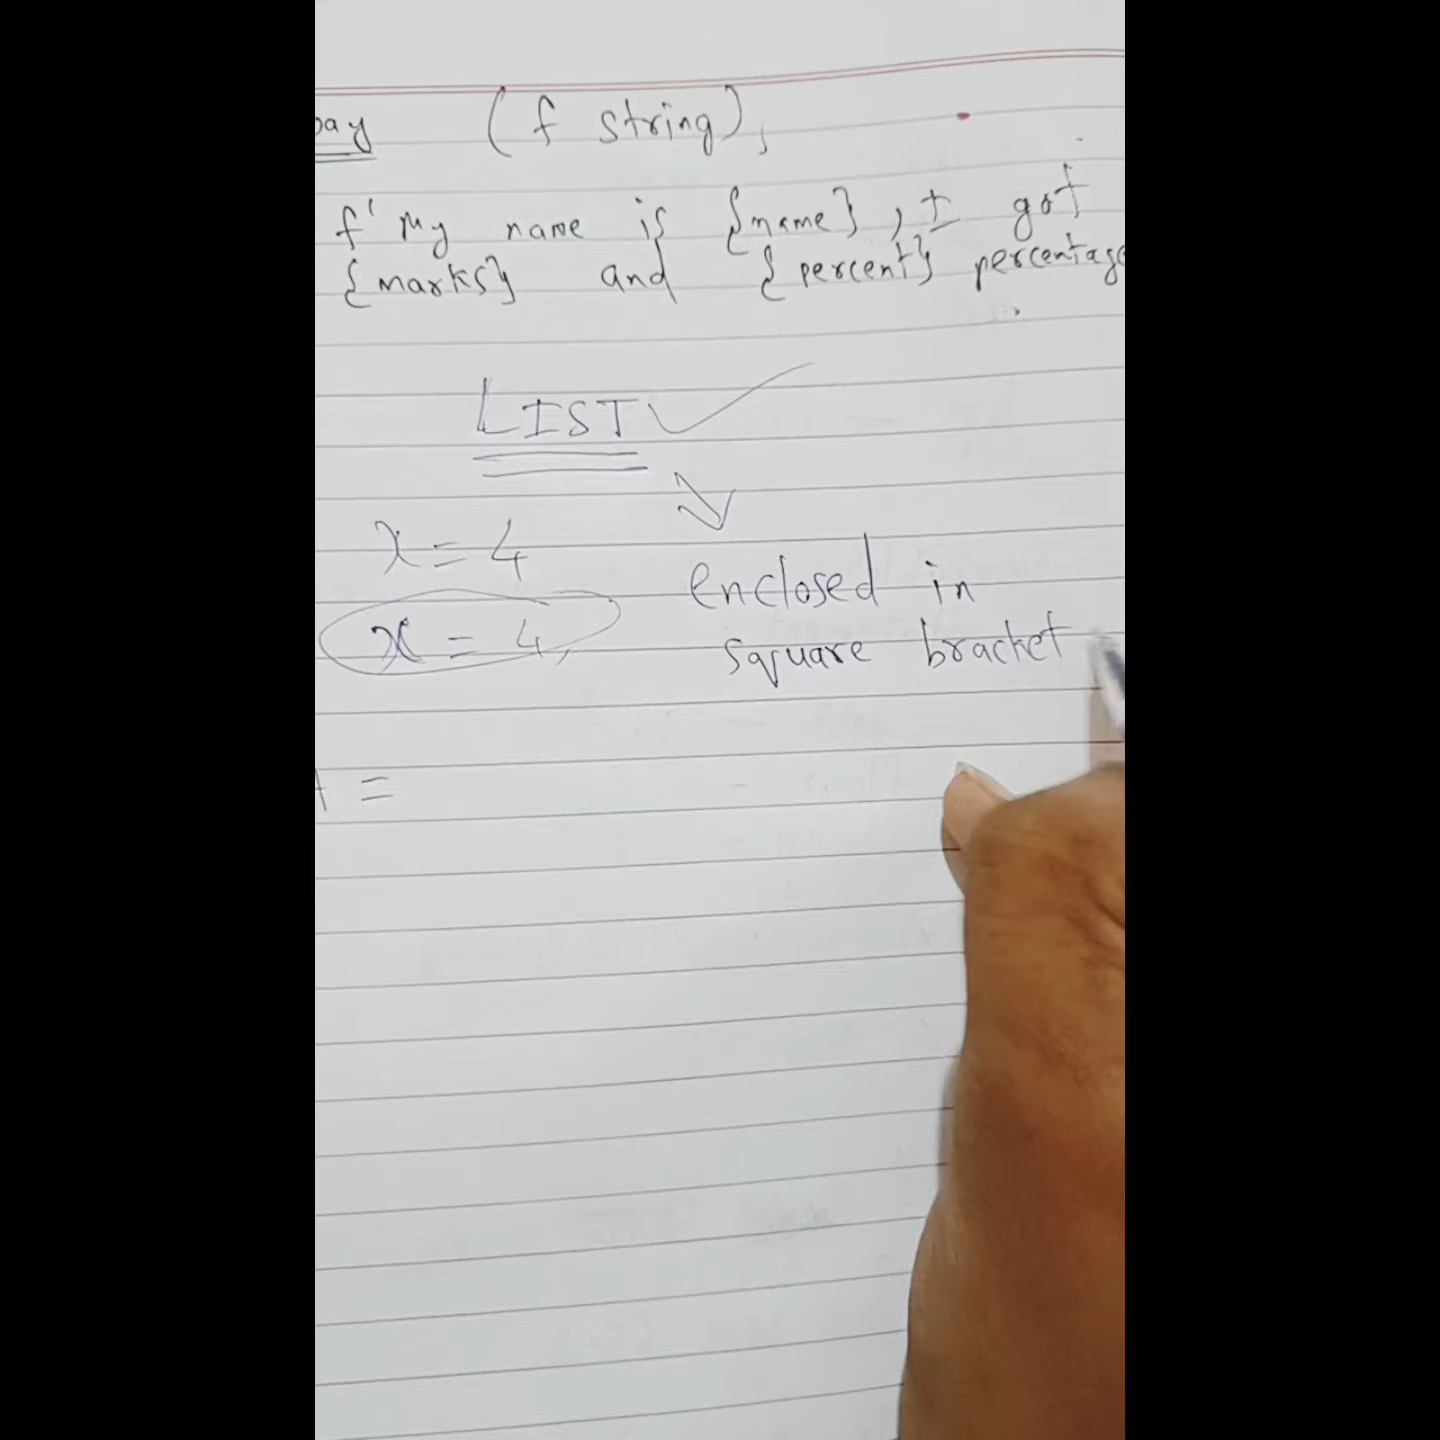 (f string),
f' My name is {name}, I got
{marks} and {percent} percentage
LIST
x = 4
enclosed in
x = 4,
square bracket
=